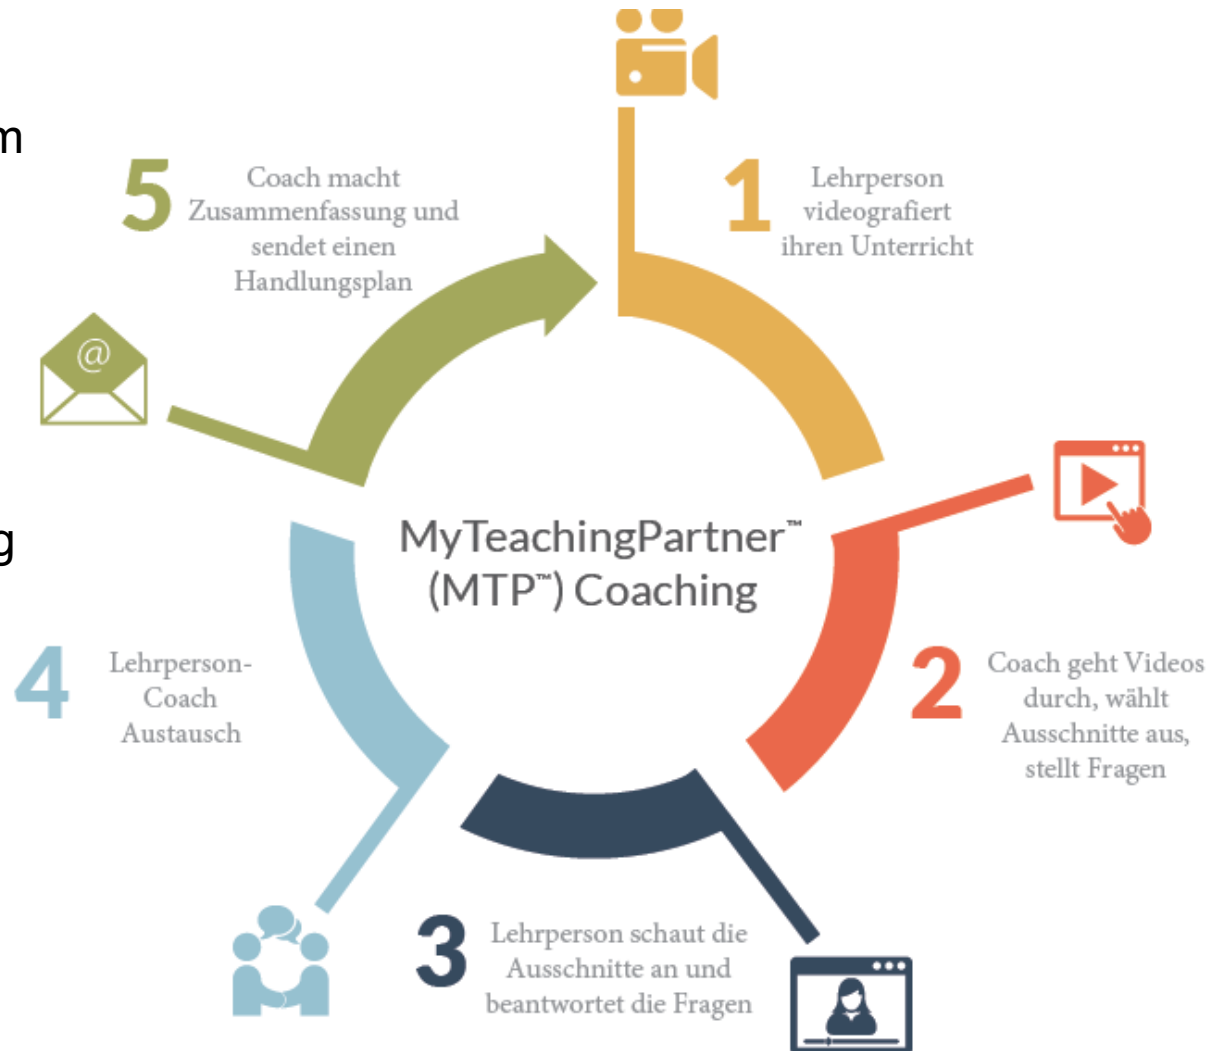 m
g
1
Lehrperson
videografiert
ihren Unterricht
2
Coach geht Videos
durch, wählt
Ausschnitte aus,
stellt Fragen
3
Lehrperson schaut die
Ausschnitte an und
beantwortet die Fragen
4
Lehrperson-
Coach
Austausch
5
Coach macht
Zusammenfassung und
sendet einen
Handlungsplan
@
MyTeachingPartner™
(MTP™) Coaching